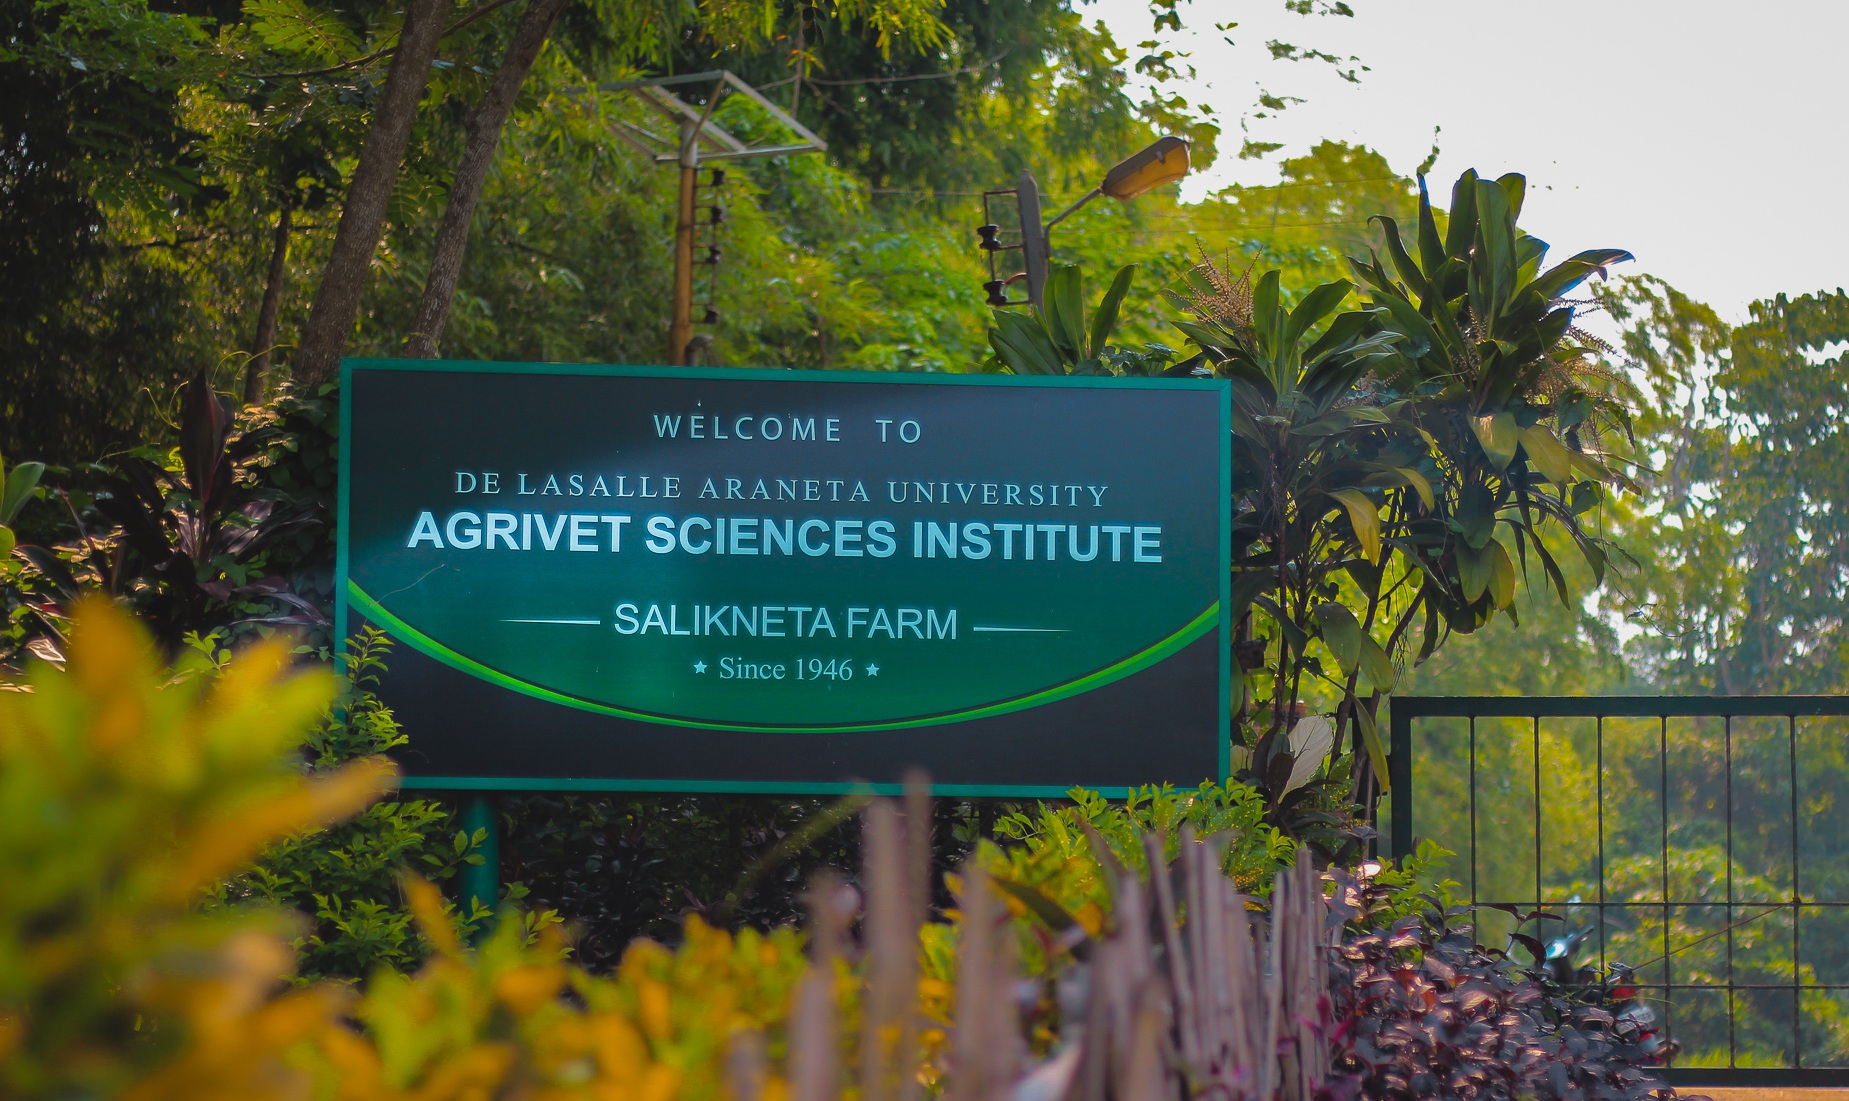 WELCOME TO
DE LASALLE ARANETA UNIVERSITY
AGRIVET SCIENCES INSTITUTE
SALIKNETA FARM
Since 1946